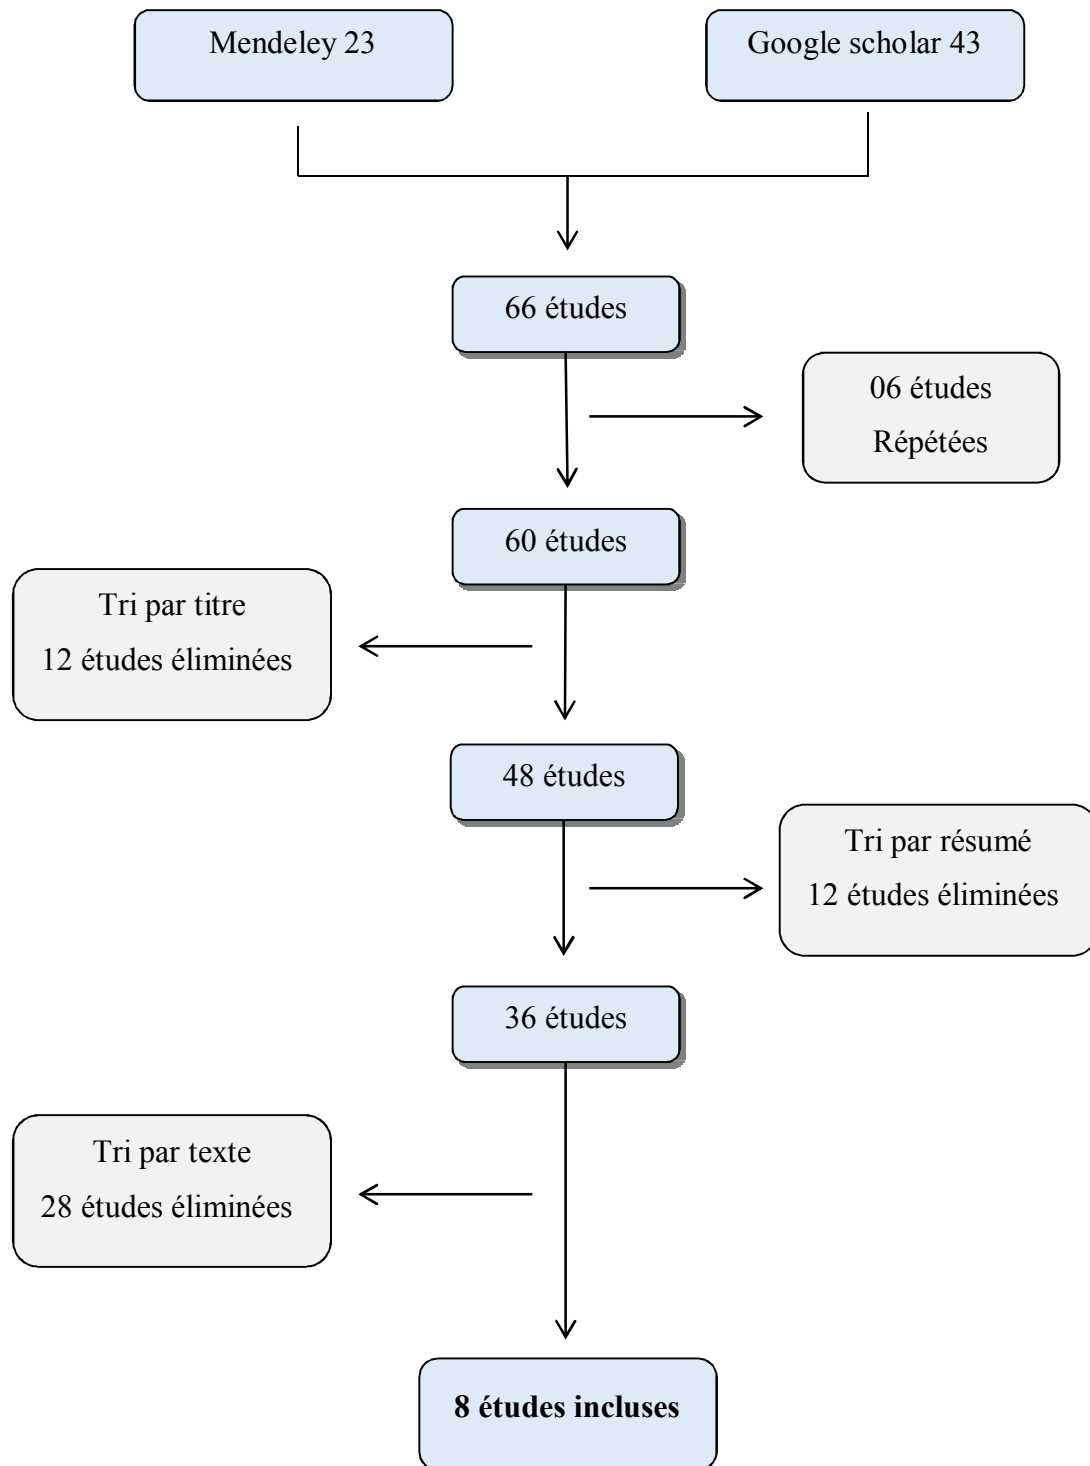 Mendeley 23
Google scholar 43
66 études
06 études
Répétées
60 études
Tri par titre
12 études éliminées
48 études
Tri par résumé
12 études éliminées
36 études
Tri par texte
28 études éliminées
8 études incluses